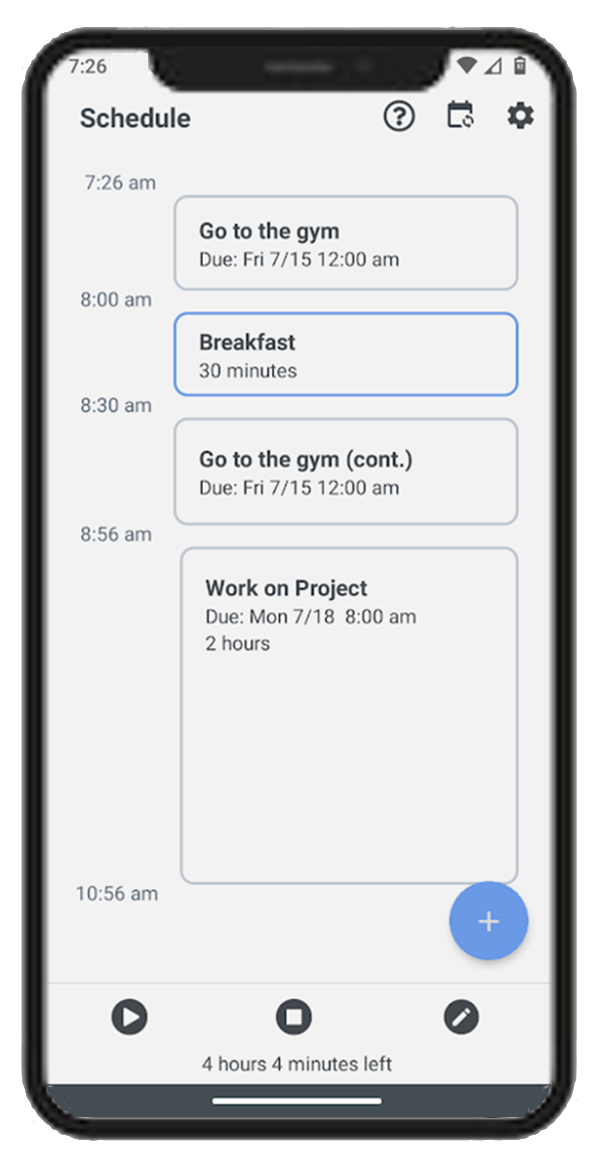 7:26
Schedule
7:26 am
Go to the gym
Due: Fri 7/15 12:00 am
8:00 am
Breakfast
30 minutes
8:30 am
Go to the gym (cont.)
Due: Fri 7/15 12:00 am
8:56 am
Work on Project
Due: Mon 7/18  8:00 am
2 hours
10:56 am
4 hours 4 minutes left